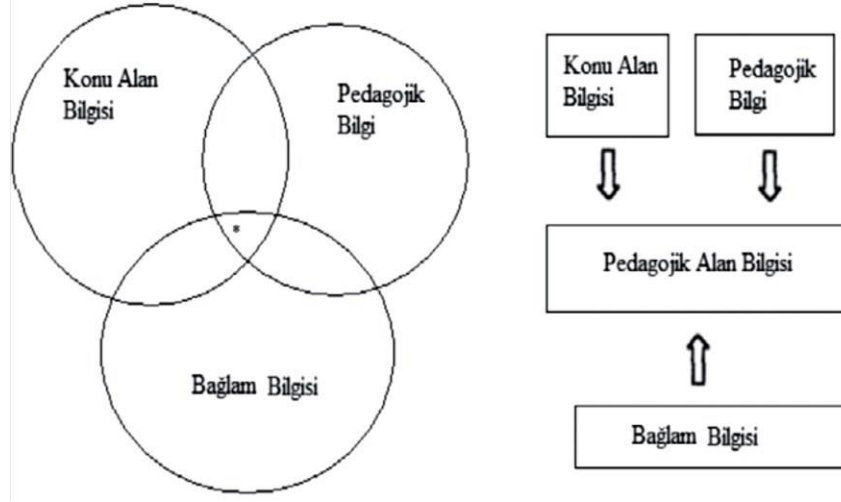 Konu Alan
Bilgisi
Pedagojik
Bilgi
*
Bağlam Bilgisi
Konu Alan
Bilgisi
Pedagojik
Bilgi
Pedagojik Alan Bilgisi
Bağlam Bilgisi